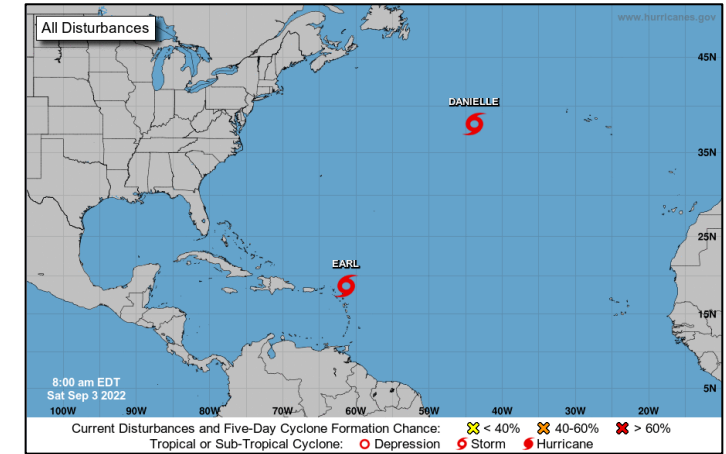 All Disturbances
www.hurricanes.gov
45N
DANIELLE
35N
25N
EARL
15N
8:00 am EDT
Sat Sep 3 2022
5N
100W 90W 80W 70W 60W 50W 40W 30W 20W
Current Disturbances and Five-Day Cyclone Formation Chance: < 40% 40-60% > 60%
Tropical or Sub-Tropical Cyclone: Depression Storm Hurricane